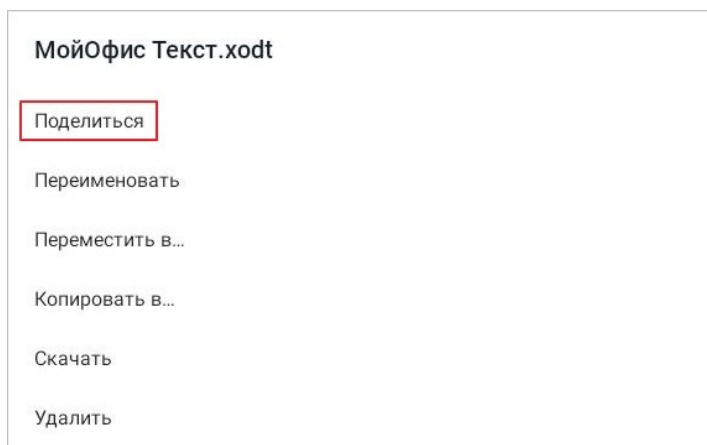 МойОфис Текст.xodt
Поделиться
Переименовать
Переместить в...
Копировать в...
Скачать
Удалить